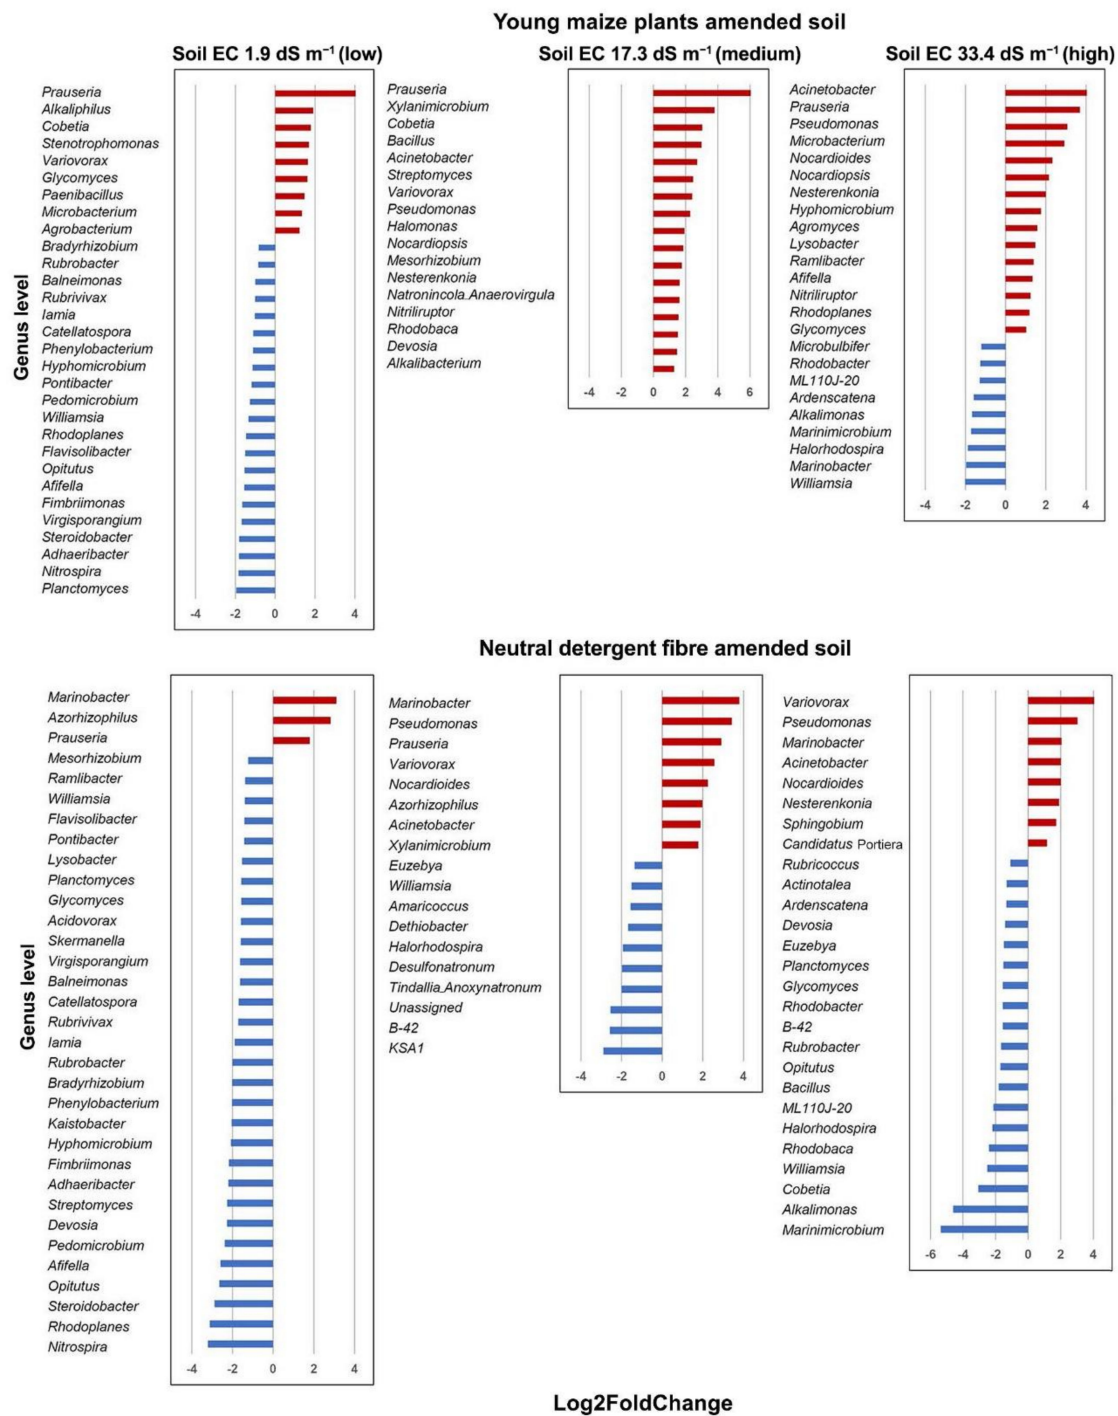 Young maize plants amended soil
Soil EC 1.9 dS m⁻¹ (low)
Soil EC 17.3 dS m⁻¹ (medium)
Soil EC 33.4 dS m⁻¹ (high)
Genus level
Prauseria
Alkaliphilus
Cobetia
Stenotrophomonas
Variovorax
Glycomyces
Paenibacillus
Microbacterium
Agrobacterium
Bradyrhizobium
Rubrobacter
Balneimonas
Rubrivivax
Iamia
Catellatospora
Phenylobacterium
Hyphomicrobium
Pontibacter
Pedomicrobium
Williamsia
Rhodoplanes
Flavisolibacter
Opitutus
Afifella
Fimbriimonas
Virgisporangium
Steroidobacter
Adhaeribacter
Nitrospira
Planctomyces
-4 -2 0 2 4
Prauseria
Xylanimicrobium
Cobetia
Bacillus
Acinetobacter
Streptomyces
Variovorax
Pseudomonas
Halomonas
Nocardiopsis
Mesorhizobium
Nesterenkonia
Natronincola_Anaerovirgula
Nitriliruptor
Rhodobaca
Devosia
Alkalibacterium
-4 -2 0 2 4 6
Acinetobacter
Prauseria
Pseudomonas
Microbacterium
Nocardioides
Nocardiopsis
Nesterenkonia
Hyphomicrobium
Agromyces
Lysobacter
Ramlibacter
Afifella
Nitriliruptor
Rhodoplanes
Glycomyces
Microbulbifer
Rhodobacter
ML110J-20
Ardenscatena
Alkalimonas
Marinimicrobium
Halorhodospira
Marinobacter
Williamsia
-4 -2 0 2 4
Neutral detergent fibre amended soil
Genus level
Marinobacter
Azorhizophilus
Prauseria
Mesorhizobium
Ramlibacter
Williamsia
Flavisolibacter
Pontibacter
Lysobacter
Planctomyces
Glycomyces
Acidovorax
Skermanella
Virgisporangium
Balneimonas
Catellatospora
Rubrivivax
Iamia
Rubrobacter
Bradyrhizobium
Phenylobacterium
Kaistobacter
Hyphomicrobium
Fimbriimonas
Adhaeribacter
Streptomyces
Devosia
Pedomicrobium
Afifella
Opitutus
Steroidobacter
Rhodoplanes
Nitrospira
-4 -2 0 2 4
Marinobacter
Pseudomonas
Prauseria
Variovorax
Nocardioides
Azorhizophilus
Acinetobacter
Xylanimicrobium
Euzebya
Williamsia
Amaricoccus
Dethiobacter
Halorhodospira
Desulfonatronum
Tindallia_Anoxynatronum
Unassigned
B-42
KSA1
-4 -2 0 2 4
Variovorax
Pseudomonas
Marinobacter
Acinetobacter
Nocardioides
Nesterenkonia
Sphingobium
Candidatus Portiera
Rubricoccus
Actinotalea
Ardenscatena
Devosia
Euzebya
Planctomyces
Glycomyces
Rhodobacter
B-42
Rubrobacter
Opitutus
Bacillus
ML110J-20
Halorhodospira
Rhodobaca
Williamsia
Cobetia
Alkalimonas
Marinimicrobium
-6 -4 -2 0 2 4
Log2FoldChange